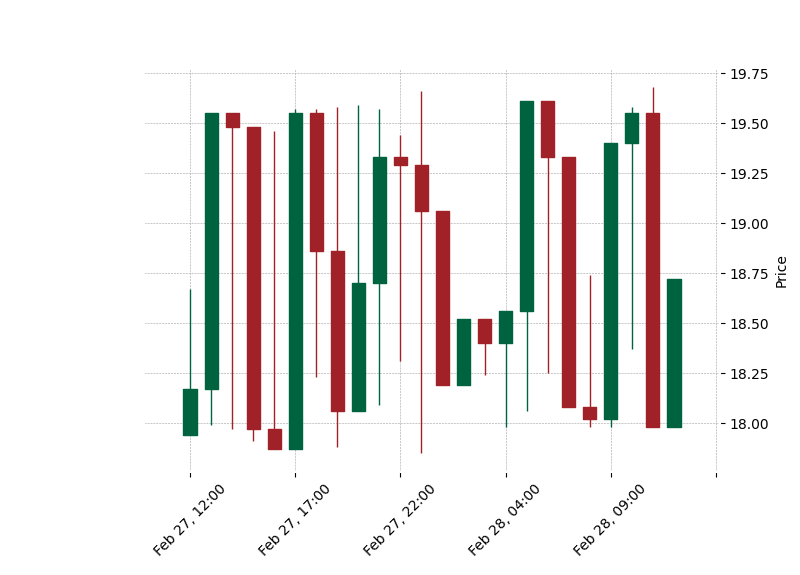 19.75
19.50
19.25
19.00
18.75
18.50
18.25
18.00
Price
Feb 27, 12:00
Feb 27, 17:00
Feb 27, 22:00
Feb 28, 04:00
Feb 28, 09:00